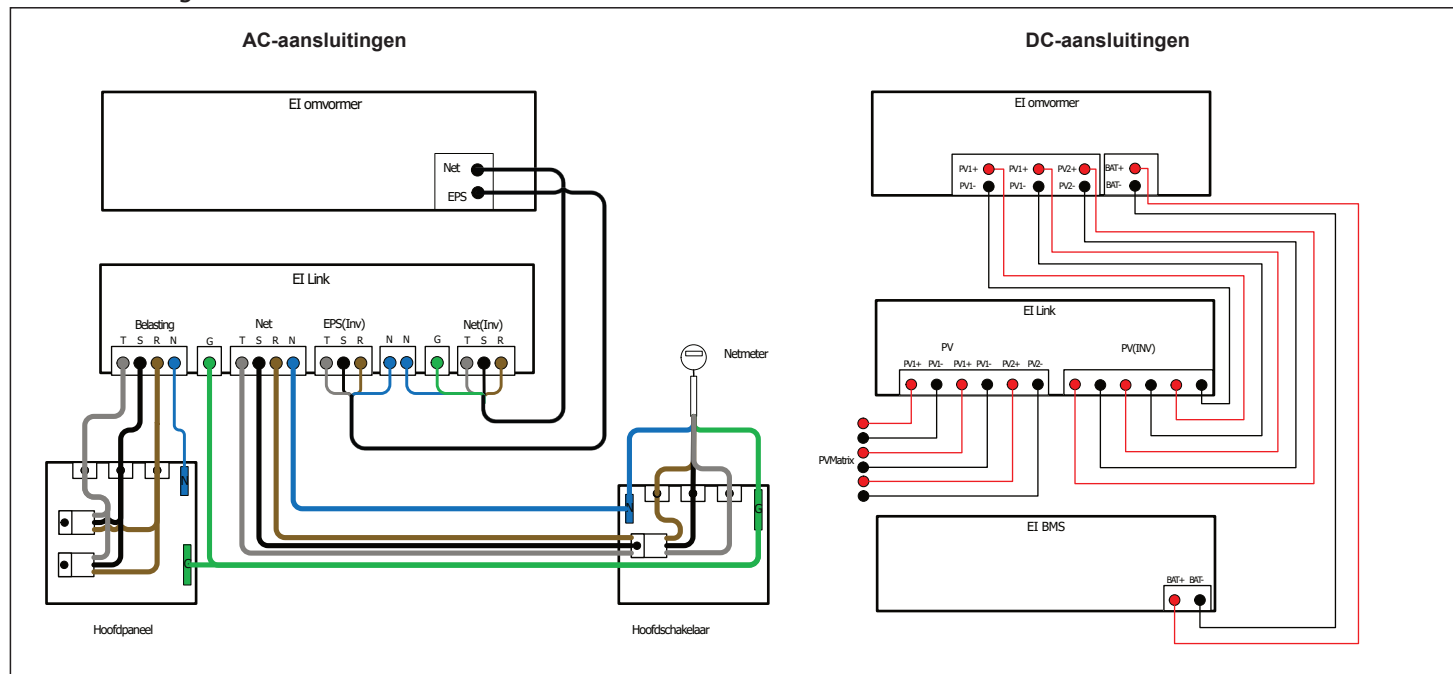 AC-aansluitingen
EI omvormer
Net
EPS
EI Link
Belasting Net EPS(Inv) Net(Inv)
T S R N G T S R N T S R N N G T S R
Netmeter
N
G
N
G
Hoofdpaneel
Hoofdschakelaar
DC-aansluitingen
EI omvormer
PV1+ PV1+ PV2+ BAT+
PV1- PV1- PV2- BAT-
EI Link
PV PV(INV)
PV1+ PV1- PV1+ PV1- PV2+ PV2-
PVMatrix
EI BMS
BAT+ BAT-